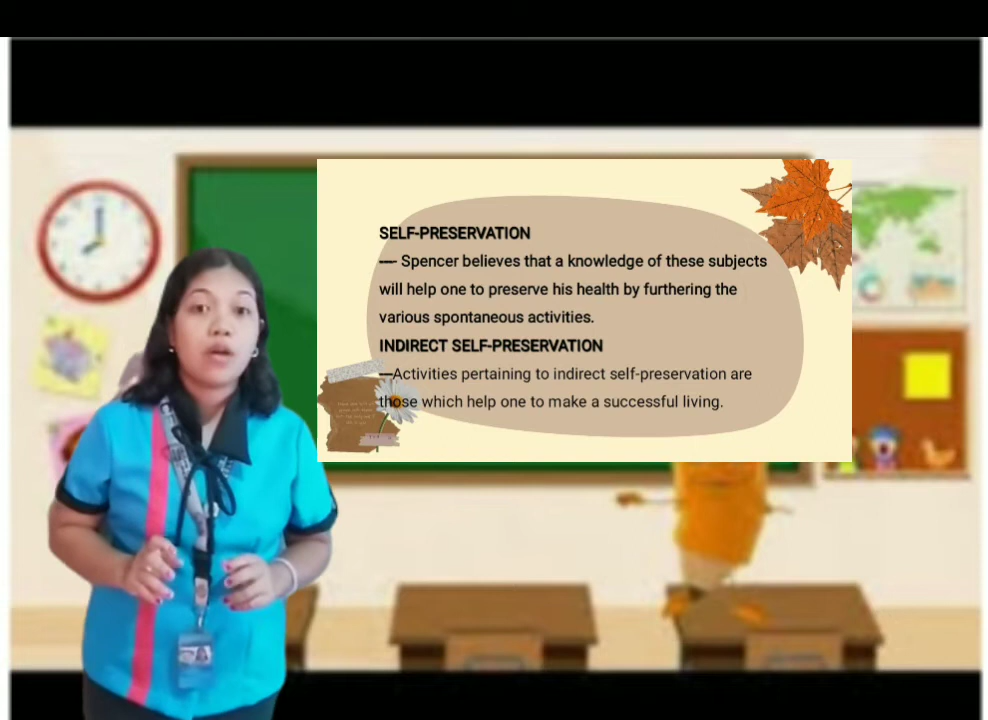 SELF-PRESERVATION
--- Spencer believes that a knowledge of these subjects
will help one to preserve his health by furthering the
various spontaneous activities.
INDIRECT SELF-PRESERVATION
---Activities pertaining to indirect self-preservation are
those which help one to make a successful living.